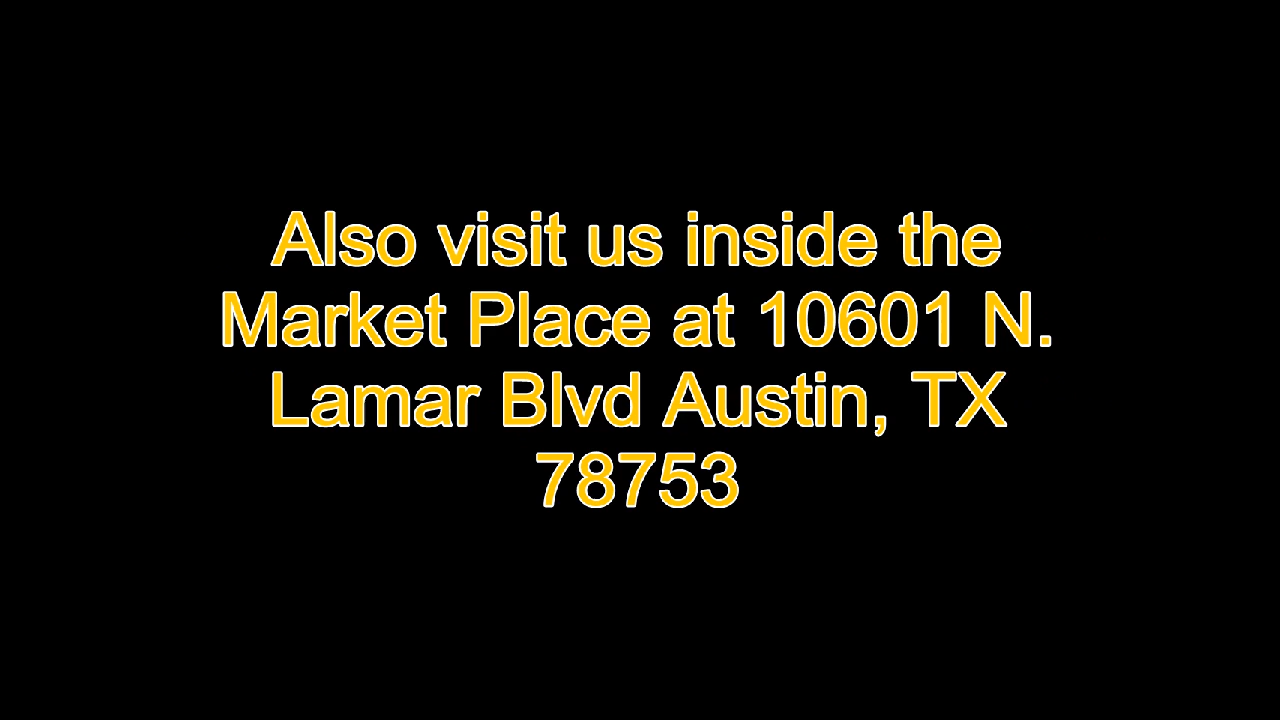 Also visit us inside the
Market Place at 10601 N.
Lamar Blvd Austin, TX
78753